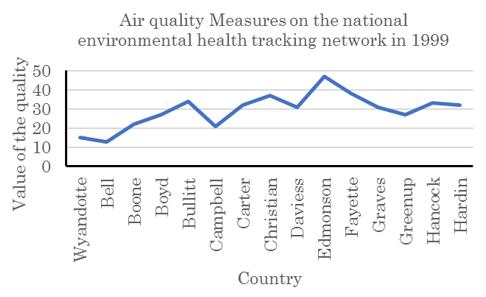 Air quality Measures on the national
environmental health tracking network in 1999
Value of the quality
50
40
30
20
10
0
Wyandotte
Bell
Boone
Boyd
Bullitt
Campbell
Carter
Christian
Daviess
Edmonson
Fayette
Graves
Greenup
Hancock
Hardin
Country